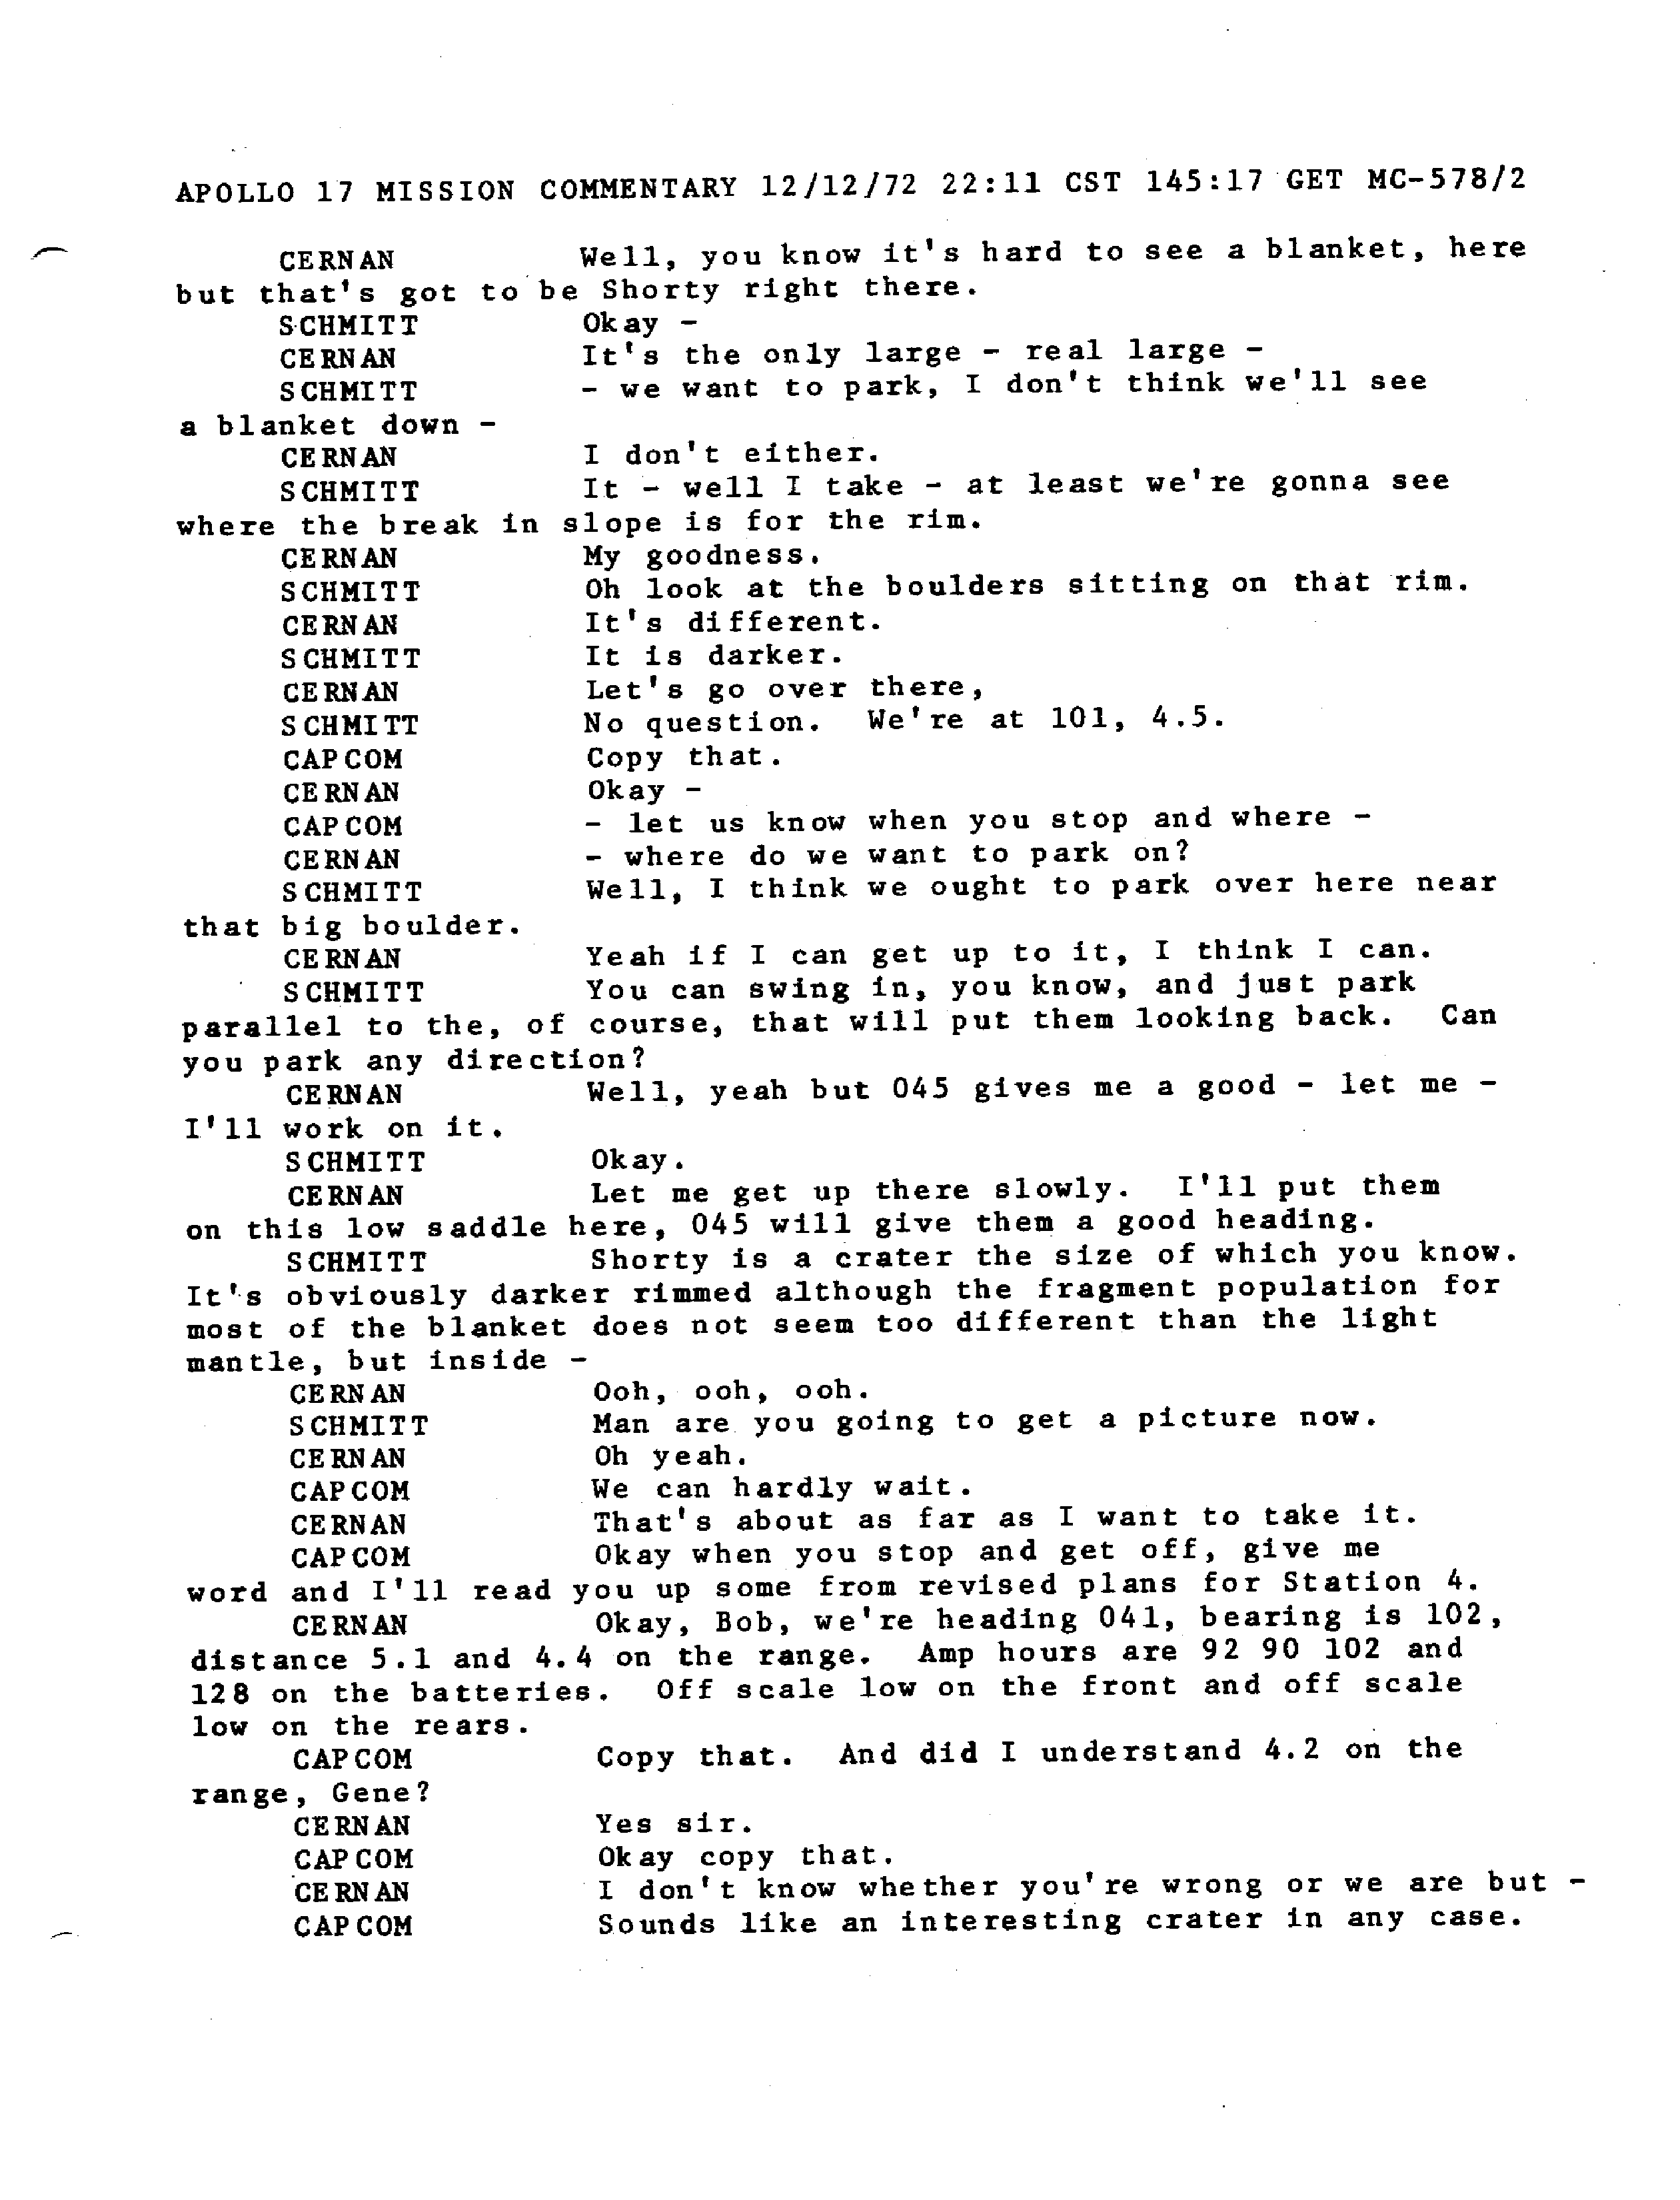 APOLLO 17 MISSION COMMENTARY 12/12/72 22:11 CST 145:17 GET MC-578/2
CERNAN Well, you know it's hard to see a blanket, here
but that's got to be Shorty right there.
SCHMITT Okay -
CERNAN It's the only large - real large -
SCHMITT - we want to park, I don't think we'll see
a blanket down -
CERNAN I don't either.
SCHMITT It - well I take - at least we're gonna see
where the break in slope is for the rim.
CERNAN My goodness.
SCHMITT Oh look at the boulders sitting on that rim.
CERNAN It's different.
SCHMITT It is darker.
CERNAN Let's go over there,
SCHMITT No question. We're at 101, 4.5.
CAPCOM Copy that.
CERNAN Okay -
CAPCOM - let us know when you stop and where -
CERNAN - where do we want to park on?
SCHMITT Well, I think we ought to park over here near
that big boulder.
CERNAN Yeah if I can get up to it, I think I can.
SCHMITT You can swing in, you know, and just park
parallel to the, of course, that will put them looking back. Can
you park any direction?
CERNAN Well, yeah but 045 gives me a good - let me -
I'll work on it.
SCHMITT Okay.
CERNAN Let me get up there slowly. I'll put them
on this low saddle here, 045 will give them a good heading.
SCHMITT Shorty is a crater the size of which you know.
It's obviously darker rimmed although the fragment population for
most of the blanket does not seem too different than the light
mantle, but inside -
CERNAN Ooh, ooh, ooh.
SCHMITT Man are you going to get a picture now.
CERNAN Oh yeah.
CAPCOM We can hardly wait.
CERNAN That's about as far as I want to take it.
CAPCOM Okay when you stop and get off, give me
word and I'll read you up some from revised plans for Station 4.
CERNAN Okay, Bob, we're heading 041, bearing is 102,
distance 5.1 and 4.4 on the range. Amp hours are 92 90 102 and
128 on the batteries. Off scale low on the front and off scale
low on the rears.
CAPCOM Copy that. And did I understand 4.2 on the
range, Gene?
CERNAN Yes sir.
CAPCOM Okay copy that.
CERNAN I don't know whether you're wrong or we are but -
CAPCOM Sounds like an interesting crater in any case.